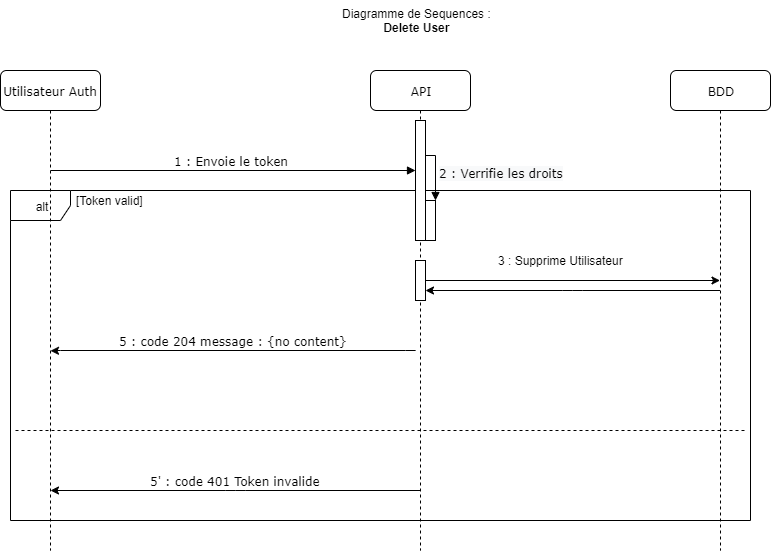 Diagramme de Sequences :
Delete User
Utilisateur Auth
API
BDD
1 : Envoie le token
2 : Verrifie les droits
alt
[Token valid]
3 : Supprime Utilisateur
5 : code 204 message : {no content}
5' : code 401 Token invalide